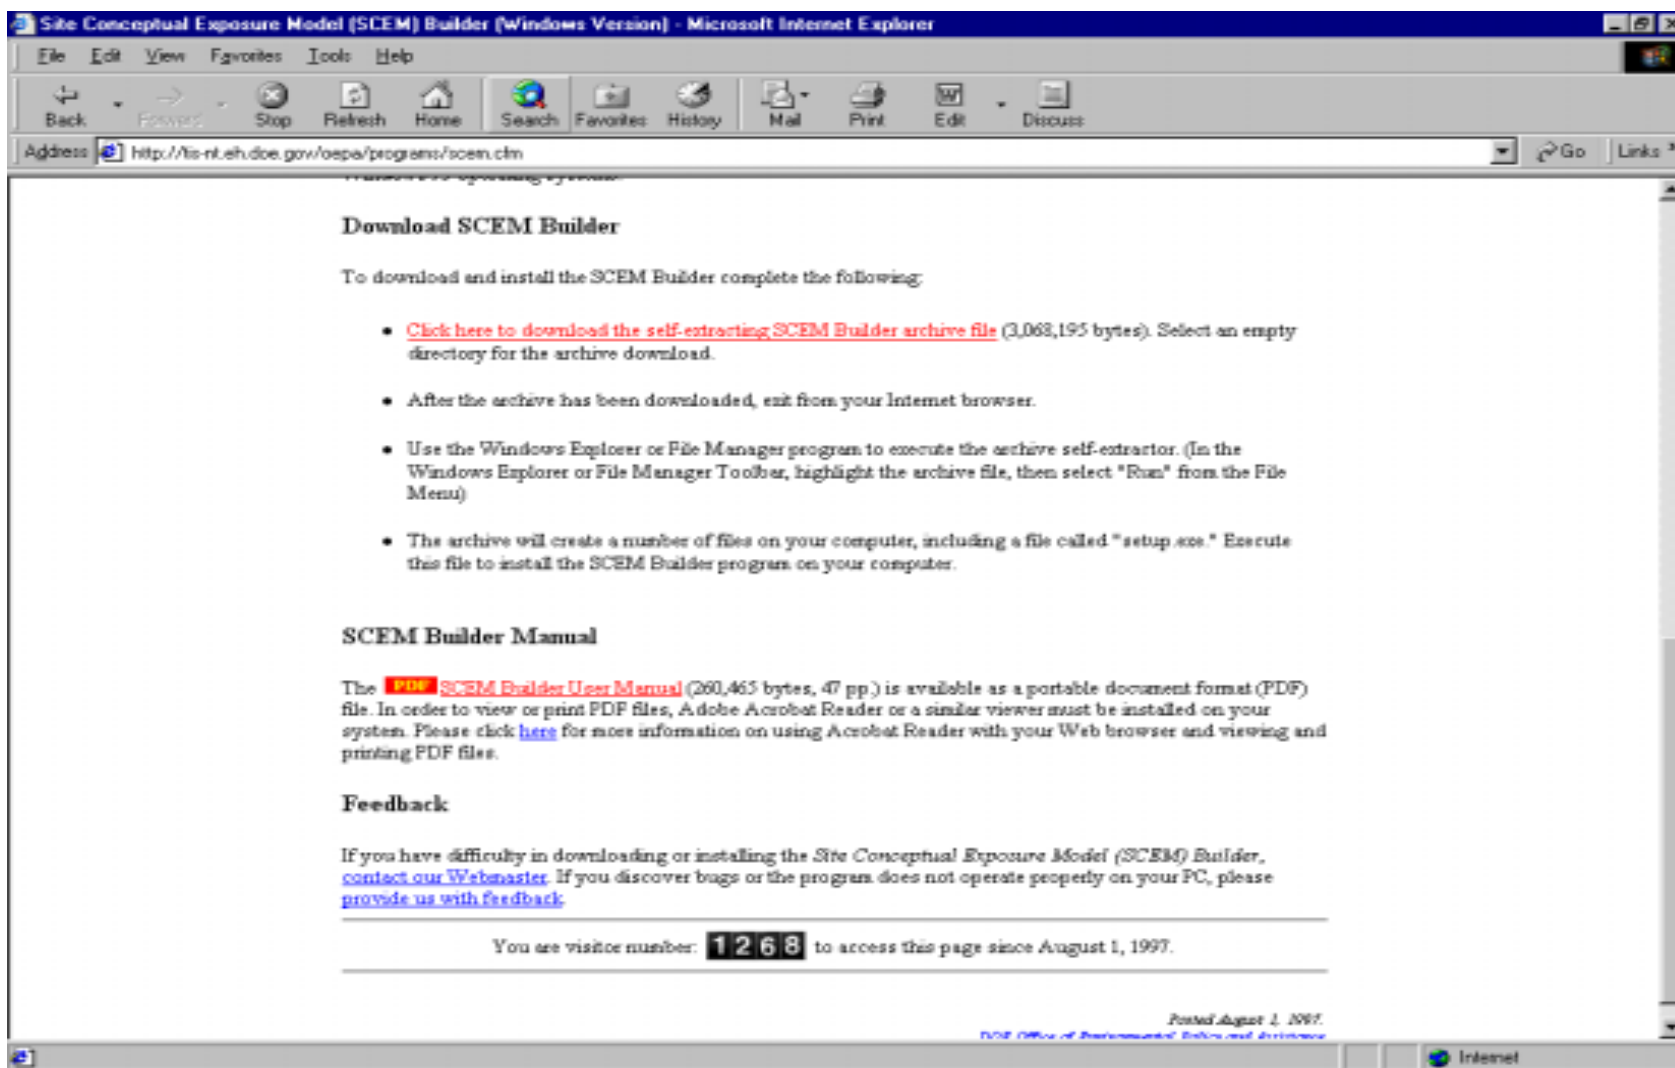 Site Conceptual Exposure Model (SCEM) Builder (Windows Version) - Microsoft Internet Explorer
File Edit View Favorites Tools Help
Back Forward Stop Refresh Home Search Favorites History Mail Print Edit Discuss
Address http://tis-nt.eh.doe.gov/oepa/programs/scem.cfm Go Links
Download SCEM Builder
To download and install the SCEM Builder complete the following:
• Click here to download the self-extracting SCEM Builder archive file (3,068,195 bytes). Select an empty
directory for the archive download.
• After the archive has been downloaded, exit from your Internet browser.
• Use the Windows Explorer or File Manager program to execute the archive self-extractor. (In the
Windows Explorer or File Manager Toolbar, highlight the archive file, then select "Run" from the File
Menu)
• The archive will create a number of files on your computer, including a file called "setup.exe." Execute
this file to install the SCEM Builder program on your computer.
SCEM Builder Manual
The PDF SCEM Builder User Manual (260,465 bytes, 47 pp.) is available as a portable document format (PDF)
file. In order to view or print PDF files, Adobe Acrobat Reader or a similar viewer must be installed on your
system. Please click here for more information on using Acrobat Reader with your Web browser and viewing and
printing PDF files.
Feedback
If you have difficulty in downloading or installing the Site Conceptual Exposure Model (SCEM) Builder,
contact our Webmaster. If you discover bugs or the program does not operate properly on your PC, please
provide us with feedback.
You are visitor number: 1268 to access this page since August 1, 1997.
Posted August 1, 1997.
DOE Office of Environmental Policy and Assistance
Internet